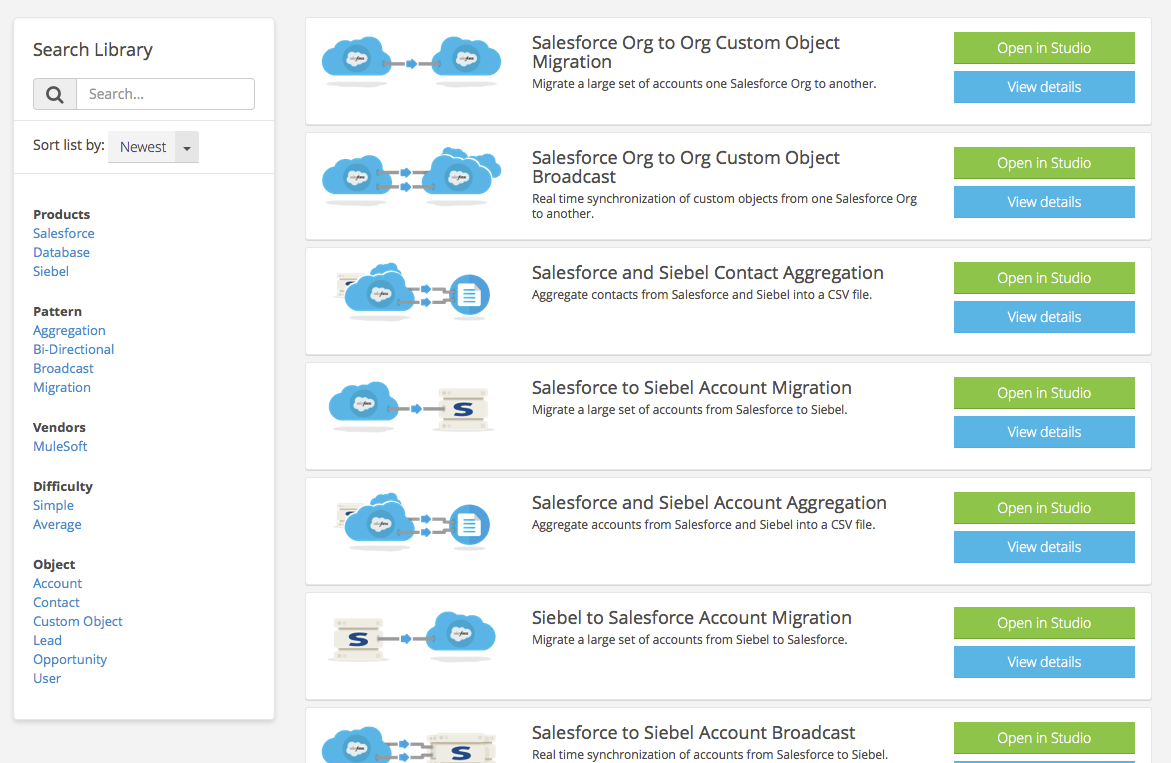 Search Library
Search...
Sort list by: Newest
Products
Salesforce
Database
Siebel
Pattern
Aggregation
Bi-Directional
Broadcast
Migration
Vendors
MuleSoft
Difficulty
Simple
Average
Object
Account
Contact
Custom Object
Lead
Opportunity
User
Salesforce Org to Org Custom Object
Migration
Migrate a large set of accounts one Salesforce Org to another.
Open in Studio
View details
Salesforce Org to Org Custom Object
Broadcast
Real time synchronization of custom objects from one Salesforce Org
to another.
Open in Studio
View details
Salesforce and Siebel Contact Aggregation
Aggregate contacts from Salesforce and Siebel into a CSV file.
Open in Studio
View details
S
Salesforce to Siebel Account Migration
Migrate a large set of accounts from Salesforce to Siebel.
Open in Studio
View details
Salesforce and Siebel Account Aggregation
Aggregate accounts from Salesforce and Siebel into a CSV file.
Open in Studio
View details
S
Siebel to Salesforce Account Migration
Migrate a large set of accounts from Siebel to Salesforce.
Open in Studio
View details
S
Salesforce to Siebel Account Broadcast
Real time synchronization of accounts from Salesforce to Siebel.
Open in Studio